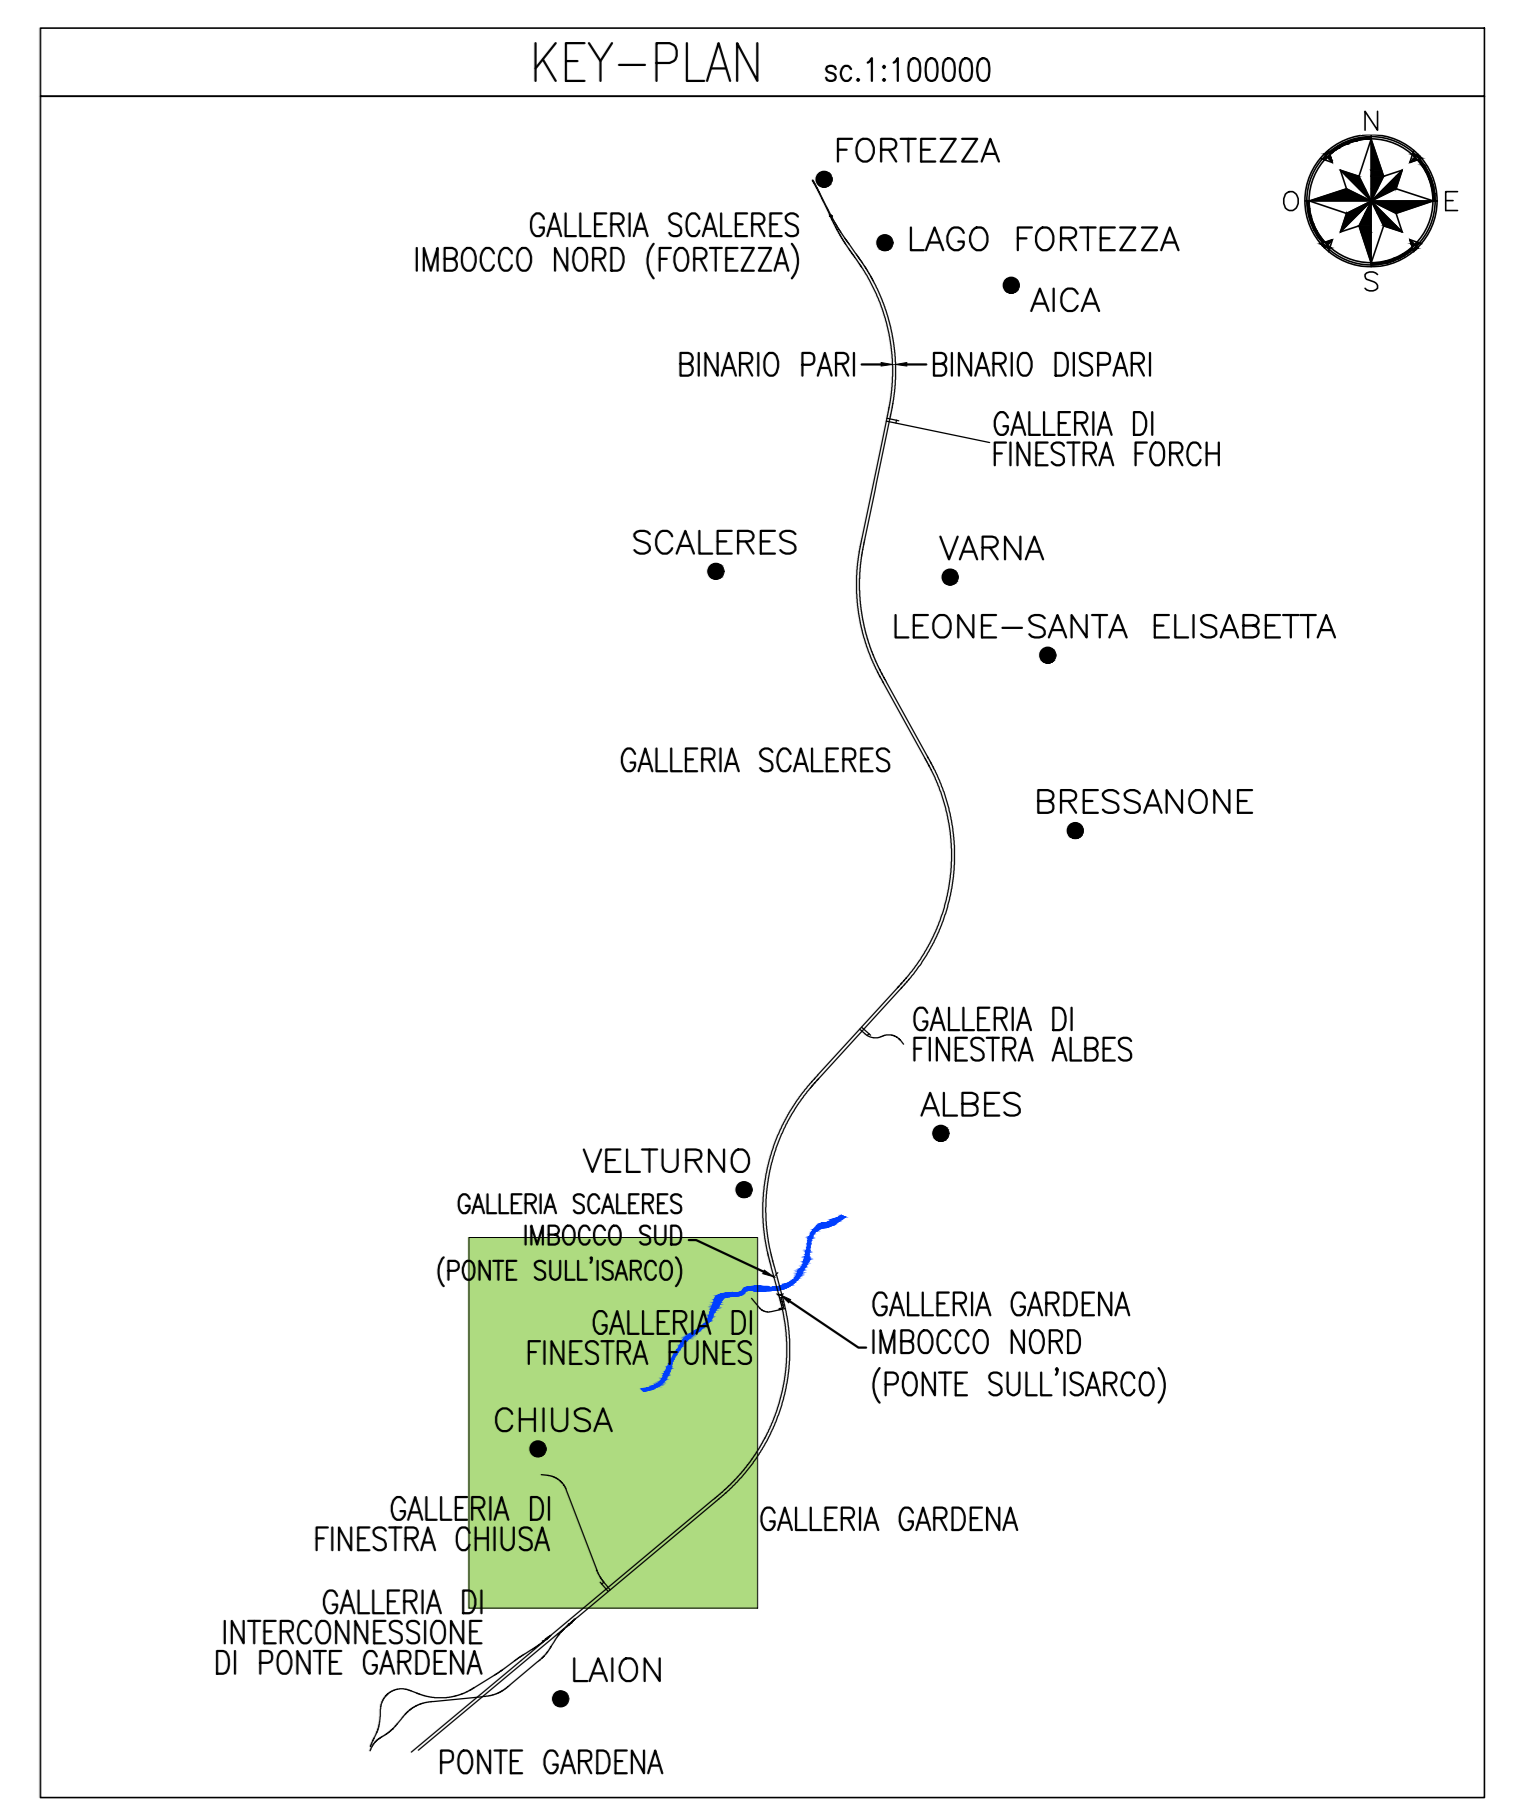 KEY-PLAN sc.1:100000
N
FORTEZZA
O
E
GALLERIA SCALERES
IMBOCCO NORD (FORTEZZA)
LAGO FORTEZZA
S
AICA
BINARIO PARI
BINARIO DISPARI
GALLERIA DI
FINESTRA FORCH
SCALERES
VARNA
LEONE-SANTA ELISABETTA
GALLERIA SCALERES
BRESSANONE
GALLERIA DI
FINESTRA ALBES
ALBES
VELTURNO
GALLERIA SCALERES
IMBOCCO SUD
(PONTE SULL'ISARCO)
GALLERIA GARDENA
IMBOCCO NORD
(PONTE SULL'ISARCO)
GALLERIA DI
FINESTRA FUNES
CHIUSA
GALLERIA DI
FINESTRA CHIUSA
GALLERIA GARDENA
GALLERIA DI
INTERCONNESSIONE
DI PONTE GARDENA
LAION
PONTE GARDENA